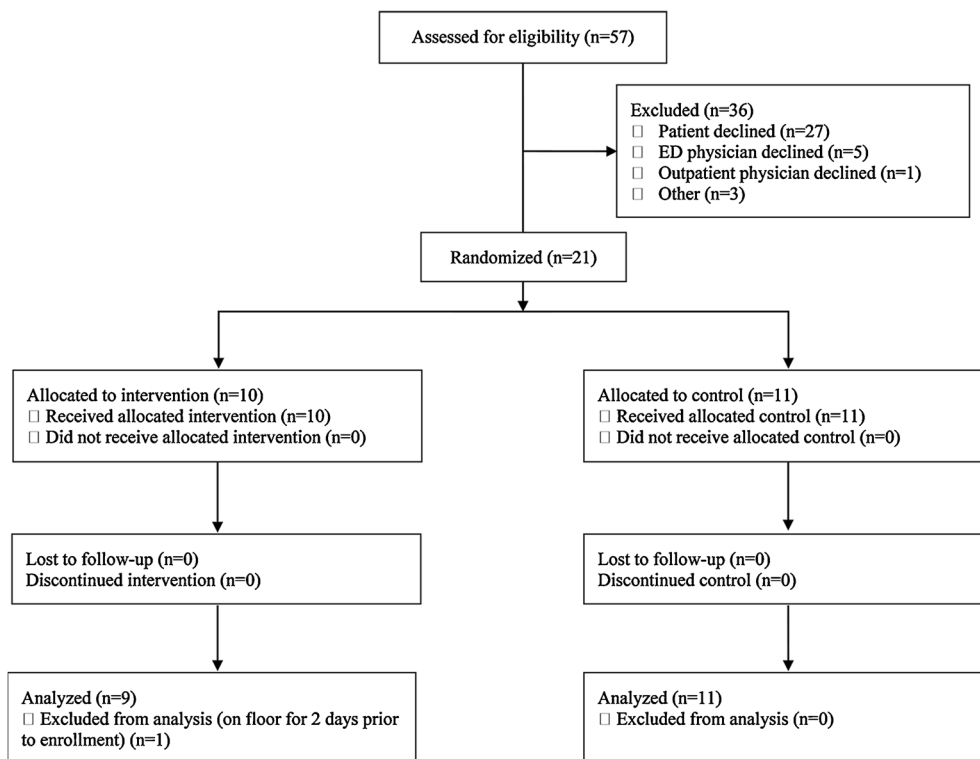 Assessed for eligibility (n=57)
Excluded (n=36)
□ Patient declined (n=27)
□ ED physician declined (n=5)
□ Outpatient physician declined (n=1)
□ Other (n=3)
Randomized (n=21)
Allocated to intervention (n=10)
□ Received allocated intervention (n=10)
□ Did not receive allocated intervention (n=0)
Allocated to control (n=11)
□ Received allocated control (n=11)
□ Did not receive allocated control (n=0)
Lost to follow-up (n=0)
Discontinued intervention (n=0)
Lost to follow-up (n=0)
Discontinued control (n=0)
Analyzed (n=9)
□ Excluded from analysis (on floor for 2 days prior
to enrollment) (n=1)
Analyzed (n=11)
□ Excluded from analysis (n=0)